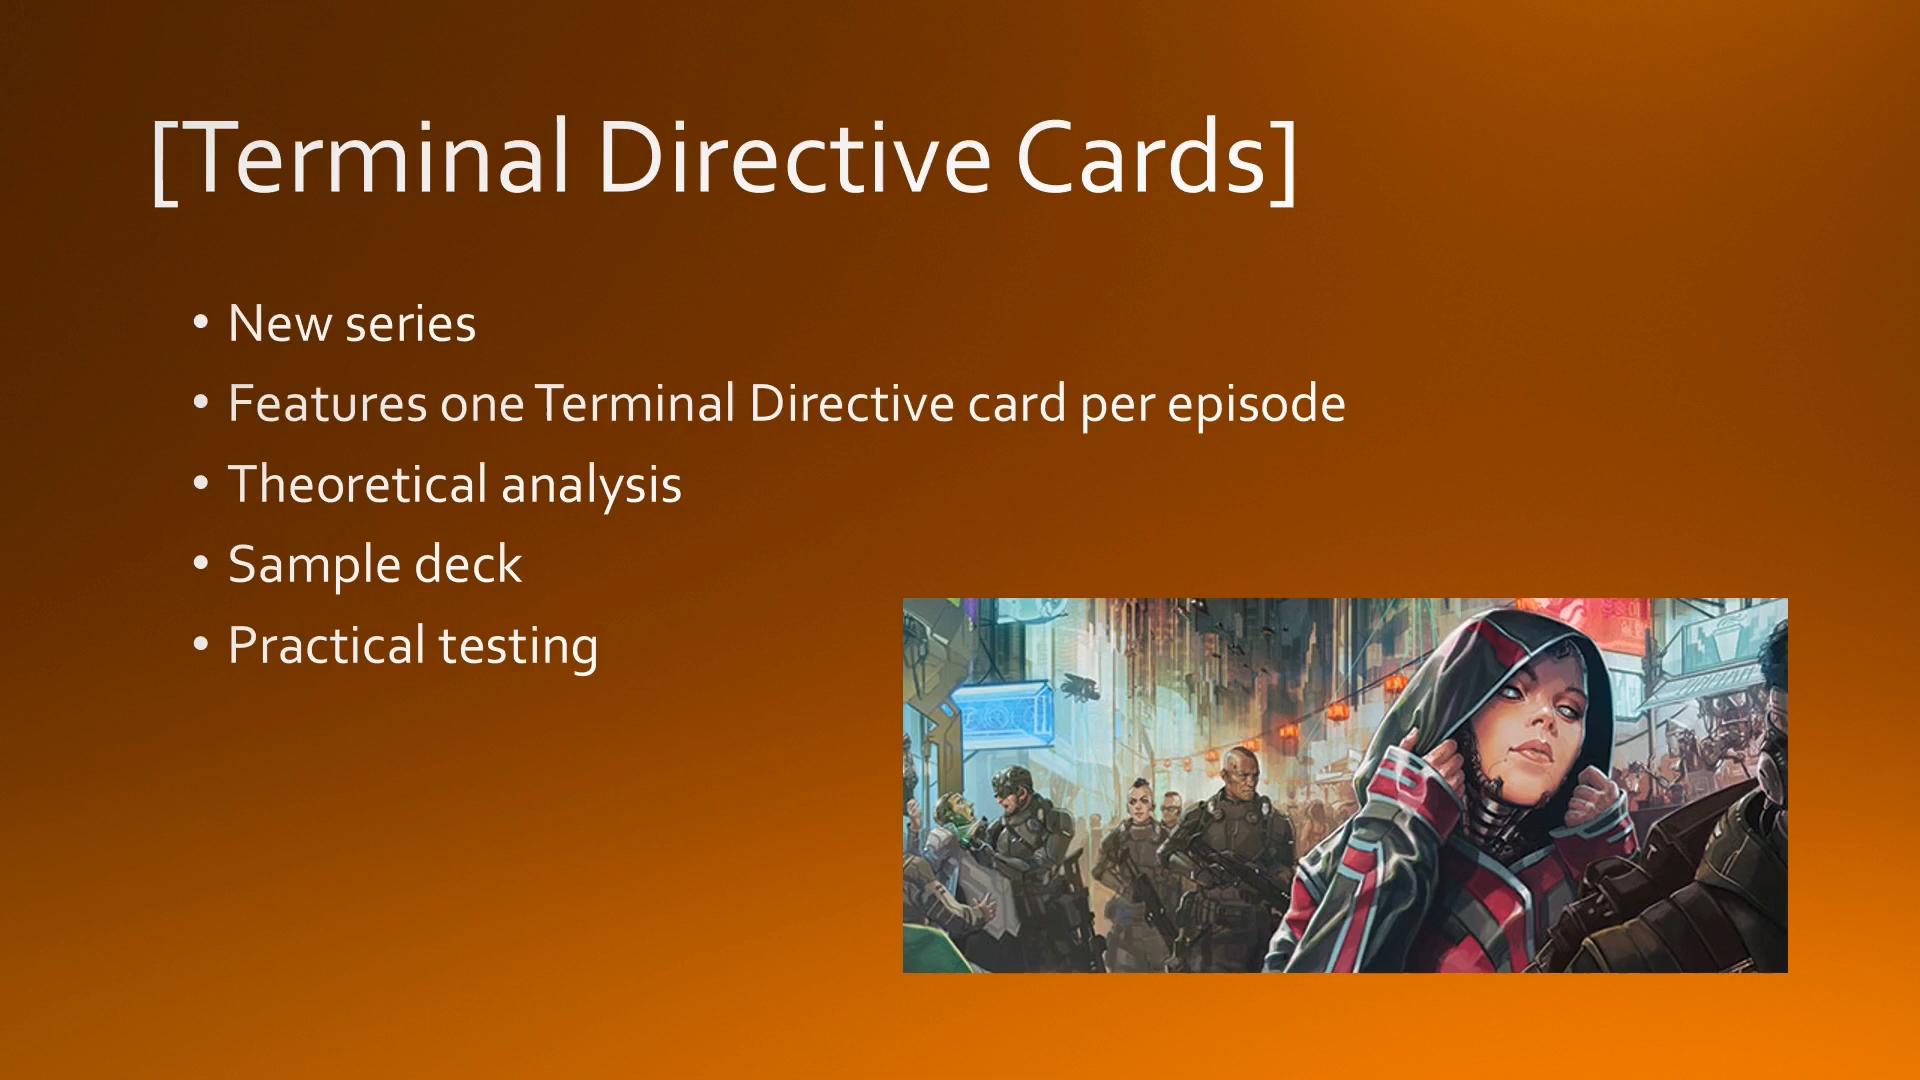 [Terminal Directive Cards]
• New series
• Features one Terminal Directive card per episode
• Theoretical analysis
• Sample deck
• Practical testing